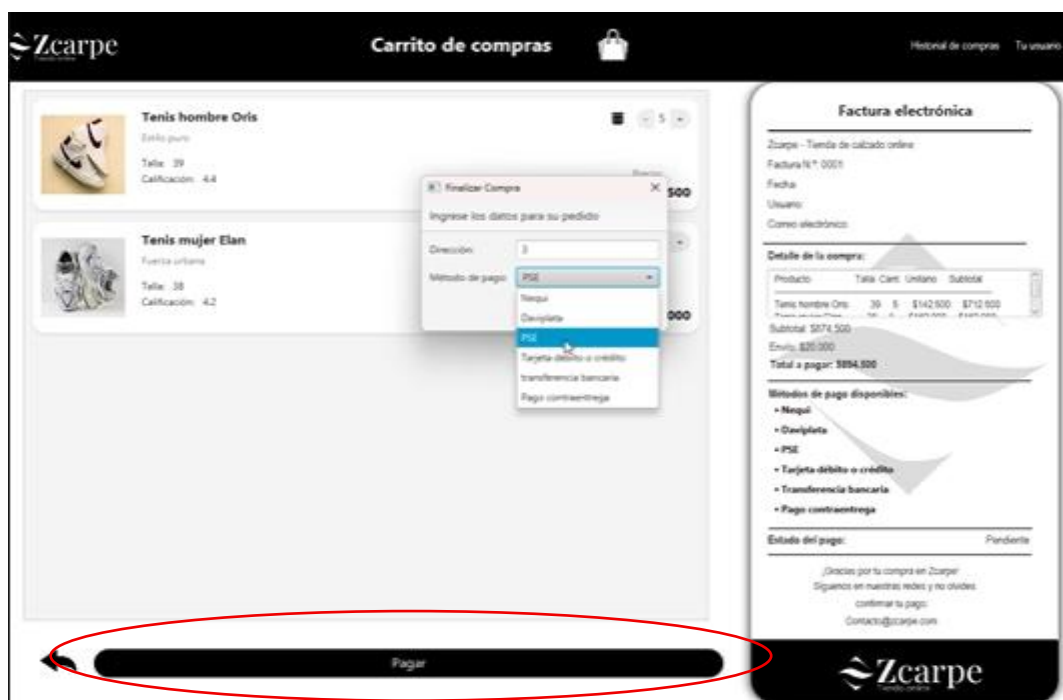 Zcarpe
Tienda online
Carrito de compras
Historial de compras
Tu usuario
Tenis hombre Oris
Estilo puro
Talla: 39
Calificación: 4.4
- 5 +
Precio
500
Tenis mujer Elan
Fuerza urbana
Talla: 38
Calificación: 4.2
000
Finalizar Compra
Ingrese los datos para su pedido
Dirección:
3
Método de pago:
PSE
Nequi
Daviplata
PSE
Tarjeta débito o crédito
transferencia bancaria
Pago contraentrega
Pagar
Factura electrónica
Zcarpe - Tienda de calzado online
Factura N°: 0001
Fecha:
Usuario:
Correo electrónico:
Detalle de la compra:
Producto Talla Cant. Unitario Subtotal
Tenis hombre Oris 39 5 $142.500 $712.500
Subtotal: $874.500
Envío: $20.000
Total a pagar: $894.500
Métodos de pago disponibles:
• Nequi
• Daviplata
• PSE
• Tarjeta débito o crédito
• Transferencia bancaria
• Pago contraentrega
Estado del pago: Pendiente
¡Gracias por tu compra en Zcarpe!
Síguenos en nuestras redes y no olvides
confirmar tu pago.
Contacto@zcarpe.com
Zcarpe
Tienda online